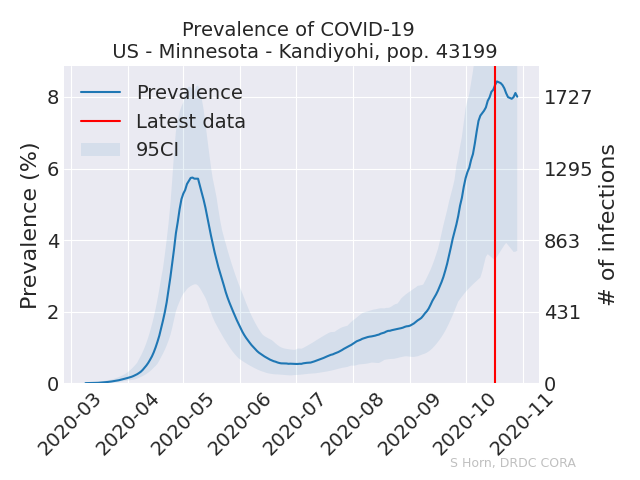 Prevalence of COVID-19
US - Minnesota - Kandiyohi, pop. 43199
Prevalence
Latest data
95CI
Prevalence (%)
8
6
4
2
0
1727
1295
863
431
0
# of infections
2020-03
2020-04
2020-05
2020-06
2020-07
2020-08
2020-09
2020-10
2020-11
S Horn, DRDC CORA